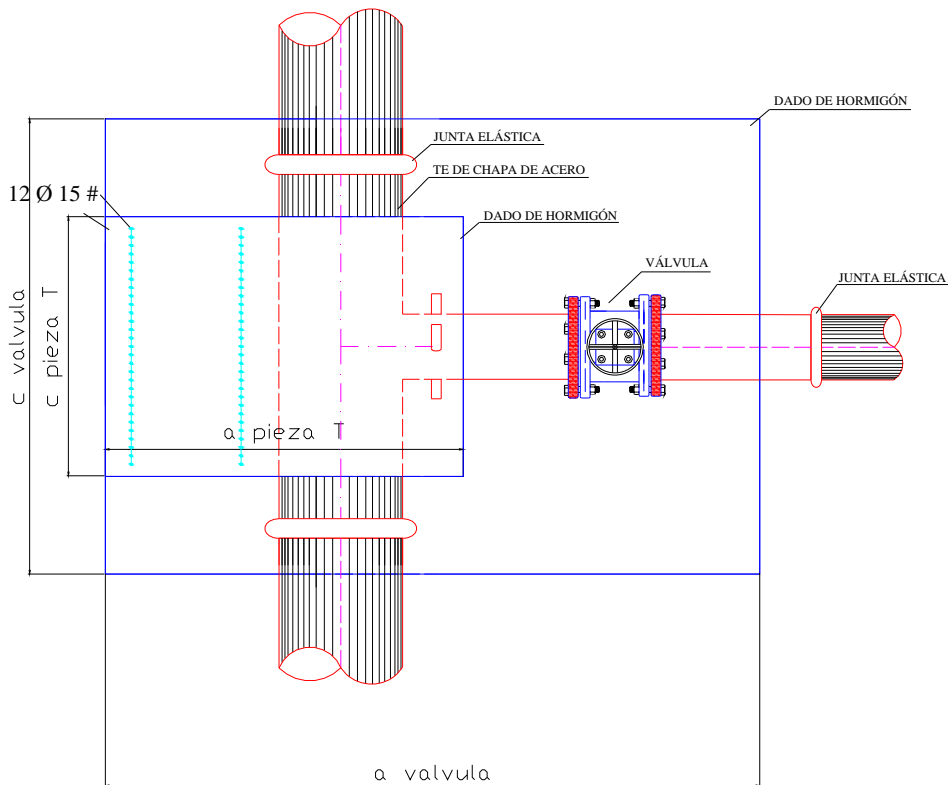 DADO DE HORMIGÓN
JUNTA ELÁSTICA
TE DE CHAPA DE ACERO
12 Ø 15 #
DADO DE HORMIGÓN
VÁLVULA
JUNTA ELÁSTICA
c valvula
c pieza T
a pieza T
a valvula